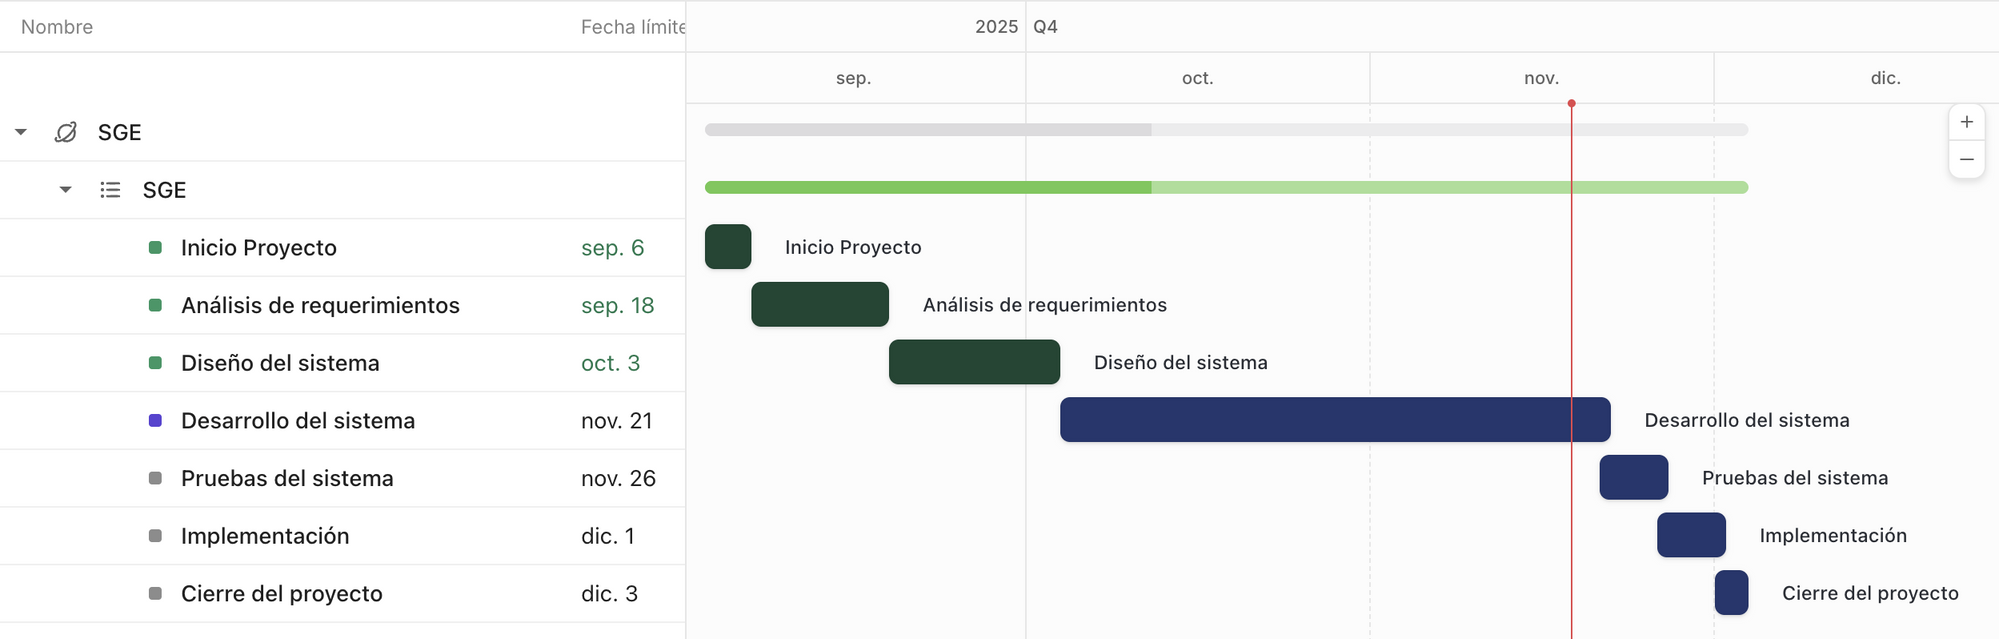 Nombre Fecha límite 2025 Q4
sep. oct. nov. dic.
SGE
SGE
Inicio Proyecto sep. 6 Inicio Proyecto
Análisis de requerimientos sep. 18 Análisis de requerimientos
Diseño del sistema oct. 3 Diseño del sistema
Desarrollo del sistema nov. 21 Desarrollo del sistema
Pruebas del sistema nov. 26 Pruebas del sistema
Implementación dic. 1 Implementación
Cierre del proyecto dic. 3 Cierre del proyecto